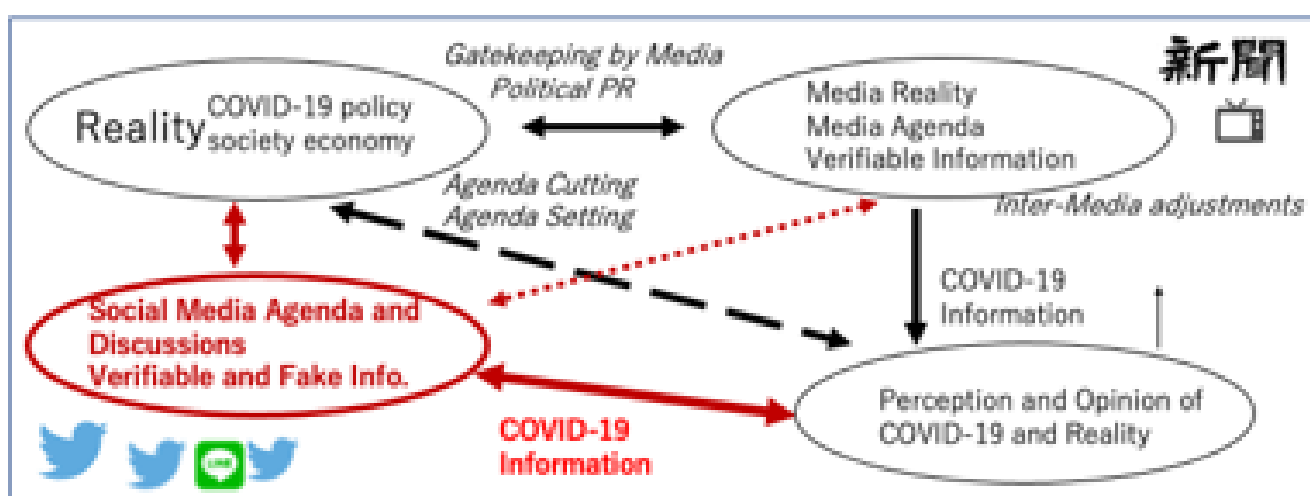 Gatekeeping by Media
Political PR
新聞
Reality
COVID-19 policy
society economy
Media Reality
Media Agenda
Verifiable Information
Agenda Cutting
Agenda Setting
Infer-Media adjustments
Social Media Agenda and
Discussions
Verifiable and Fake Info.
COVID-19
Information
Perception and Opinion of
COVID-19 and Reality
COVID-19
Information
LINE